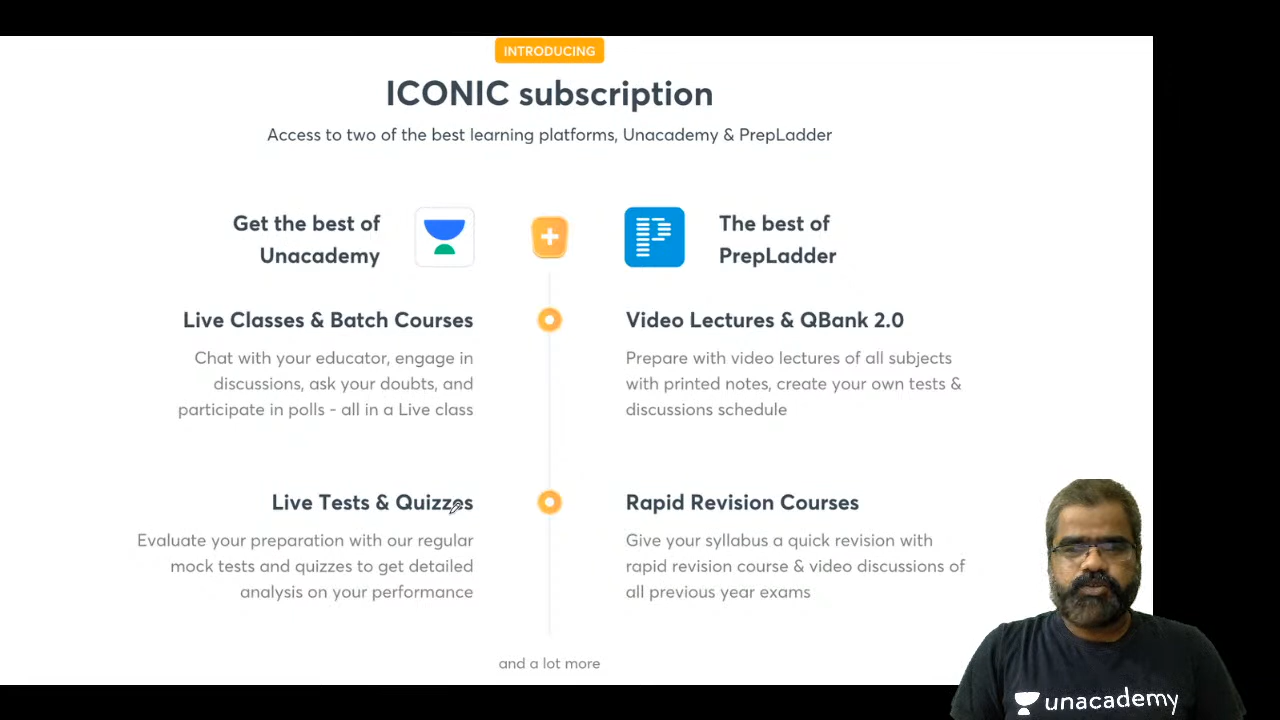 INTRODUCING
ICONIC subscription
Access to two of the best learning platforms, Unacademy & PrepLadder
Get the best of
Unacademy
The best of
PrepLadder
Live Classes & Batch Courses
Chat with your educator, engage in
discussions, ask your doubts, and
participate in polls - all in a Live class
Video Lectures & QBank 2.0
Prepare with video lectures of all subjects
with printed notes, create your own tests &
discussions schedule
Live Tests & Quizzes
Evaluate your preparation with our regular
mock tests and quizzes to get detailed
analysis on your performance
Rapid Revision Courses
Give your syllabus a quick revision with
rapid revision course & video discussions of
all previous year exams
and a lot more
unacademy